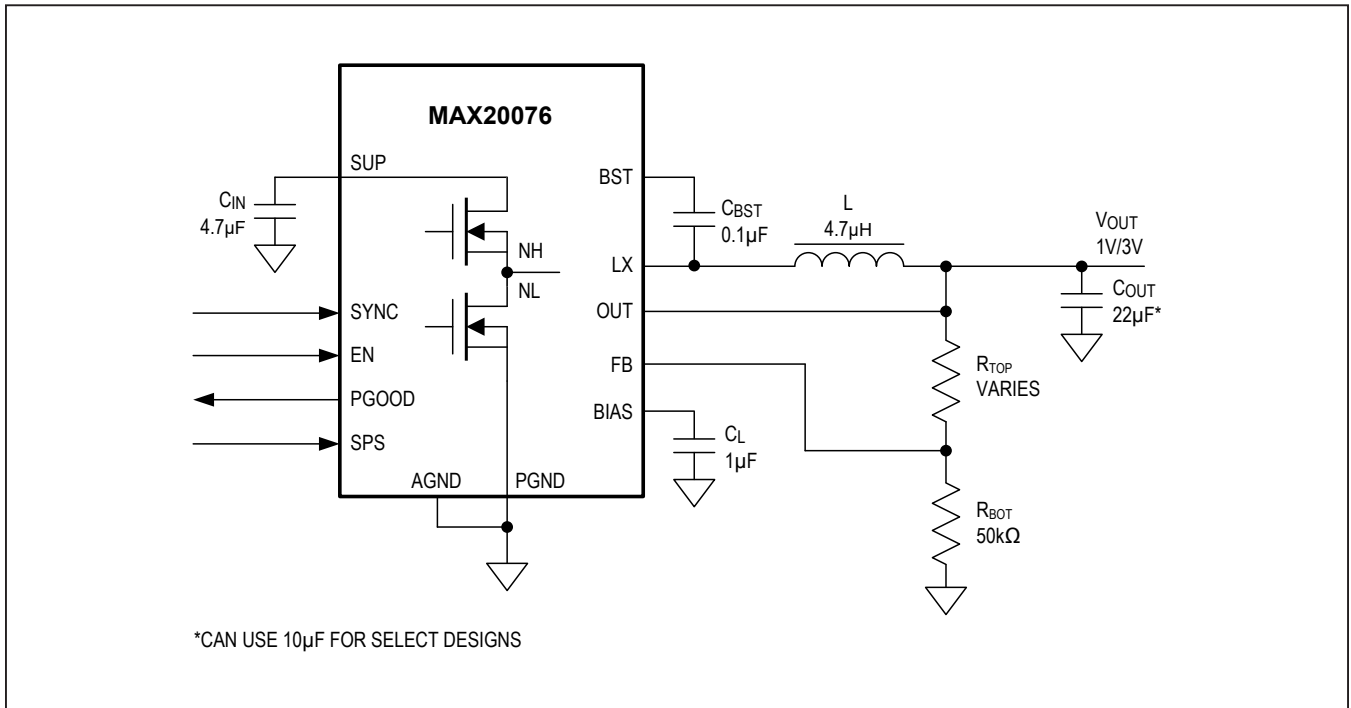 MAX20076
SUP
CIN
4.7µF
SYNC
EN
PGOOD
SPS
AGND
PGND
NH
NL
BST
LX
OUT
FB
BIAS
CBST
0.1µF
L
4.7µH
VOUT
1V/3V
COUT
22µF*
RTOP
VARIES
CL
1µF
RBOT
50kΩ
*CAN USE 10µF FOR SELECT DESIGNS